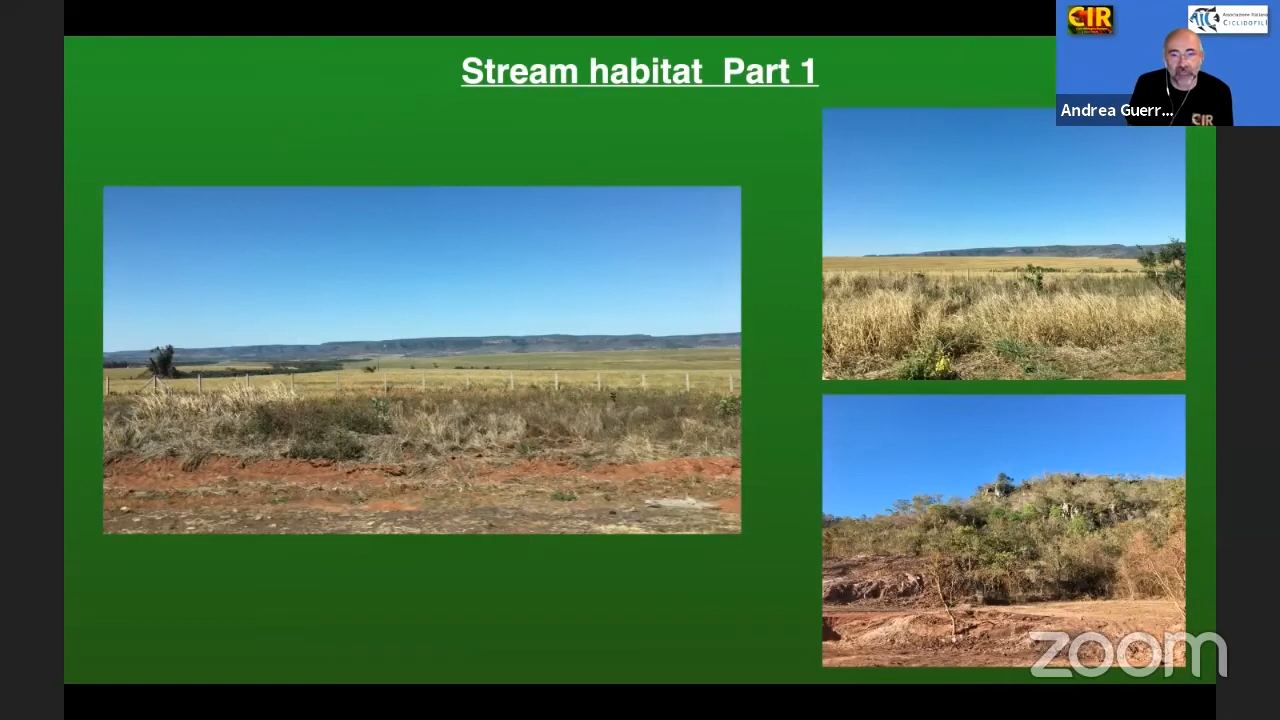 Stream habitat  Part 1
CIR
Associazione Italiana
CICLIDOFILI
Andrea Guerr...
CIR
zoom